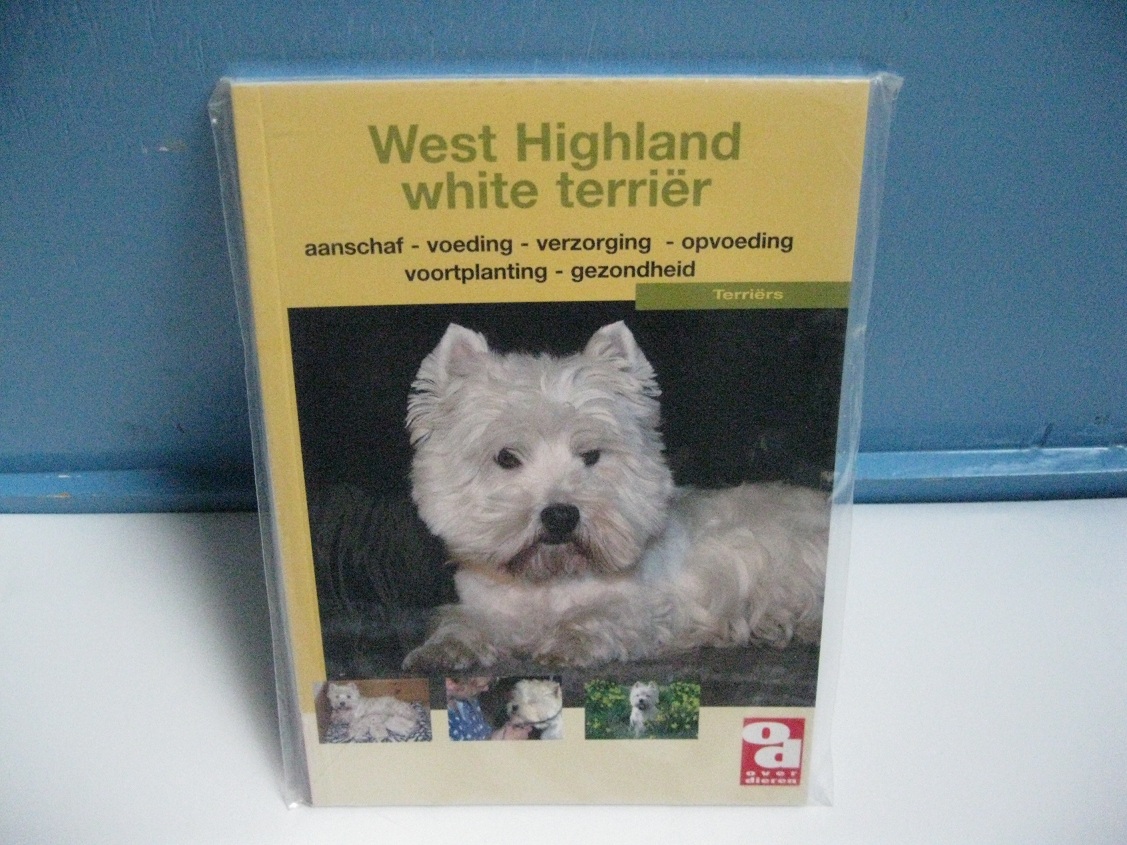 West Highland
white terriër
aanschaf - voeding - verzorging - opvoeding
voortplanting - gezondheid
Terriërs
od
over
dieren